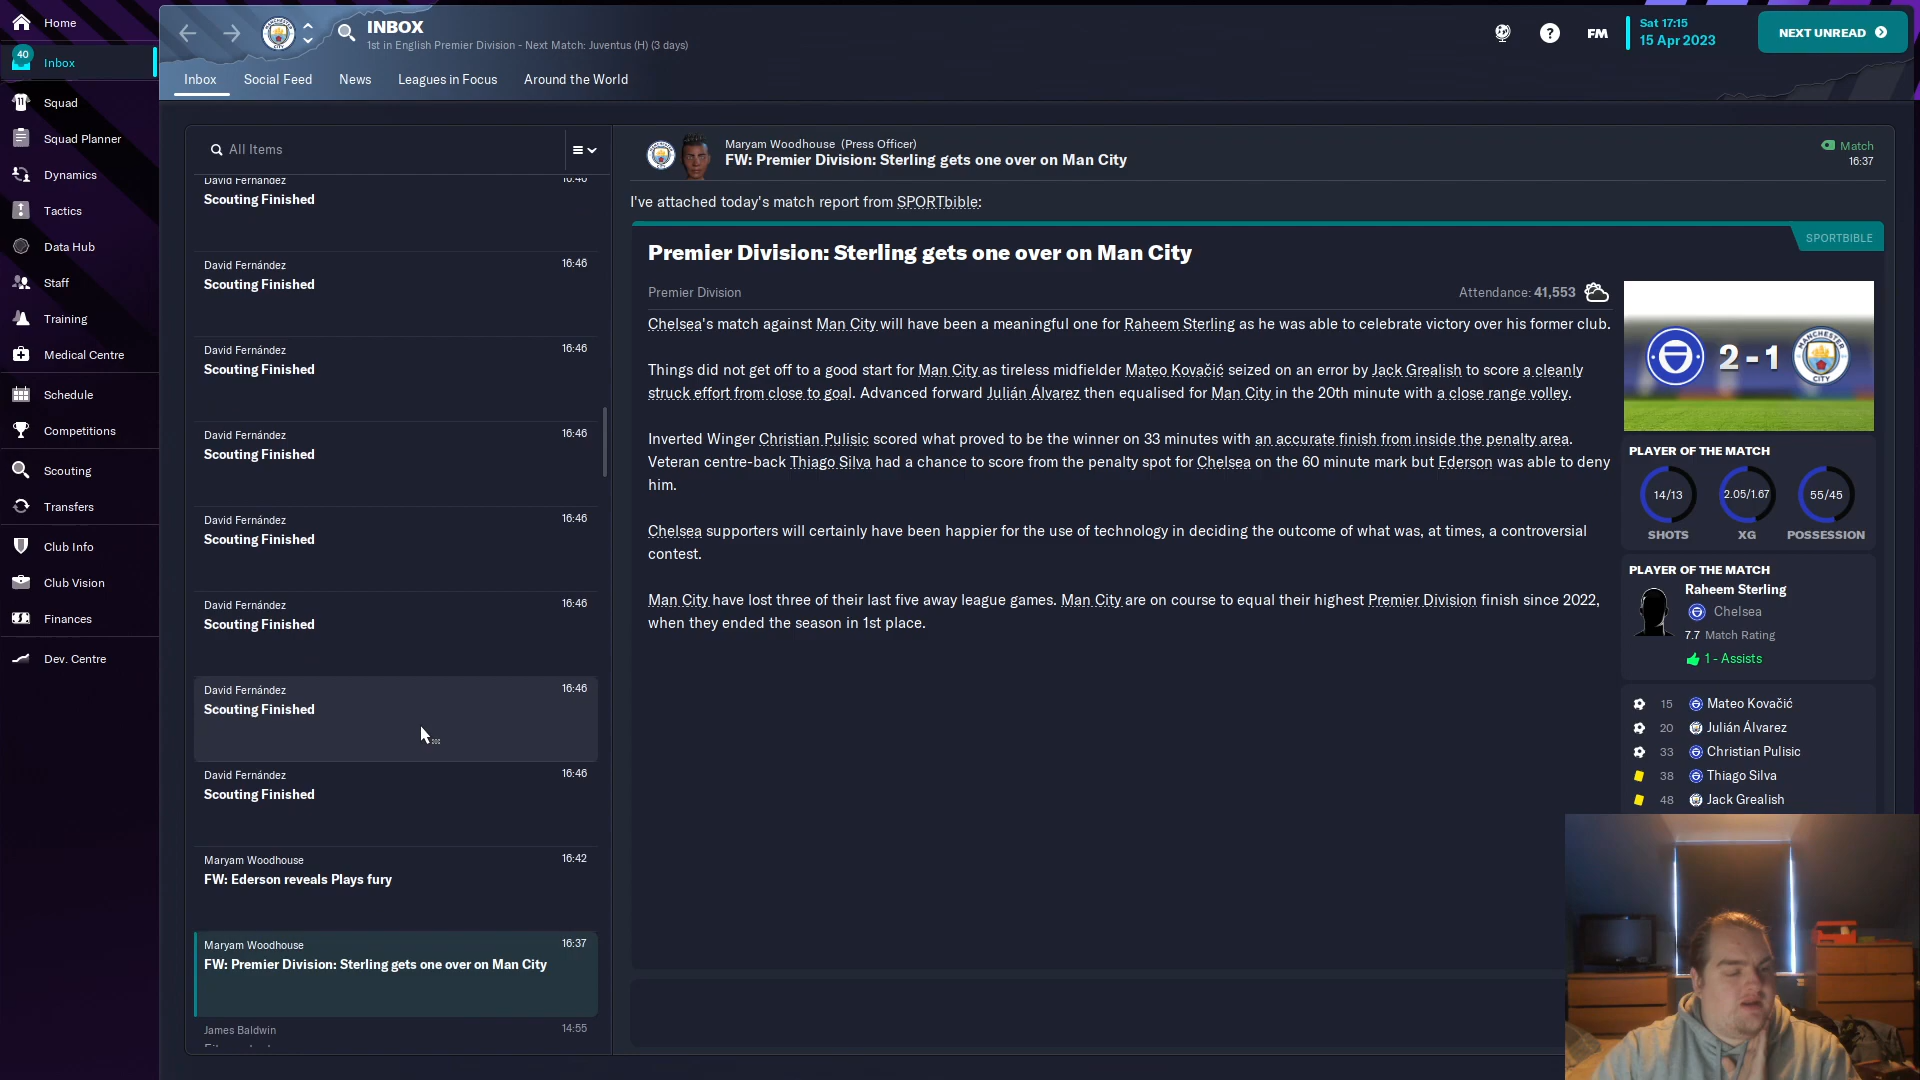 Home
40
Inbox
Squad
Squad Planner
Dynamics
Tactics
Data Hub
Staff
Training
Medical Centre
Schedule
Competitions
Scouting
Transfers
Club Info
Club Vision
Finances
Dev. Centre
INBOX
1st in English Premier Division - Next Match: Juventus (H) (3 days)
FM
Sat 17:15
15 Apr 2023
NEXT UNREAD
Inbox
Social Feed
News
Leagues in Focus
Around the World
All Items
David Fernández 16:46
Scouting Finished
David Fernández 16:46
Scouting Finished
David Fernández 16:46
Scouting Finished
David Fernández 16:46
Scouting Finished
David Fernández 16:46
Scouting Finished
David Fernández 16:46
Scouting Finished
David Fernández 16:46
Scouting Finished
David Fernández 16:46
Scouting Finished
Maryam Woodhouse 16:42
FW: Ederson reveals Plays fury
Maryam Woodhouse 16:37
FW: Premier Division: Sterling gets one over on Man City
James Baldwin 14:55
Maryam Woodhouse (Press Officer)
FW: Premier Division: Sterling gets one over on Man City
Match
16:37
I've attached today's match report from SPORTbible:
SPORTBIBLE
Premier Division: Sterling gets one over on Man City
Premier Division
Attendance: 41,553
Chelsea's match against Man City will have been a meaningful one for Raheem Sterling as he was able to celebrate victory over his former club.
Things did not get off to a good start for Man City as tireless midfielder Mateo Kovačić seized on an error by Jack Grealish to score a cleanly
struck effort from close to goal. Advanced forward Julián Álvarez then equalised for Man City in the 20th minute with a close range volley.
Inverted Winger Christian Pulisic scored what proved to be the winner on 33 minutes with an accurate finish from inside the penalty area.
Veteran centre-back Thiago Silva had a chance to score from the penalty spot for Chelsea on the 60 minute mark but Ederson was able to deny
him.
Chelsea supporters will certainly have been happier for the use of technology in deciding the outcome of what was, at times, a controversial
contest.
Man City have lost three of their last five away league games. Man City are on course to equal their highest Premier Division finish since 2022,
when they ended the season in 1st place.
2 - 1
MANCHESTER
CITY
PLAYER OF THE MATCH
14/13
2.05/1.67
55/45
SHOTS
XG
POSSESSION
PLAYER OF THE MATCH
Raheem Sterling
Chelsea
7.7 Match Rating
1 - Assists
15 Mateo Kovačić
20 Julián Álvarez
33 Christian Pulisic
38 Thiago Silva
48 Jack Grealish